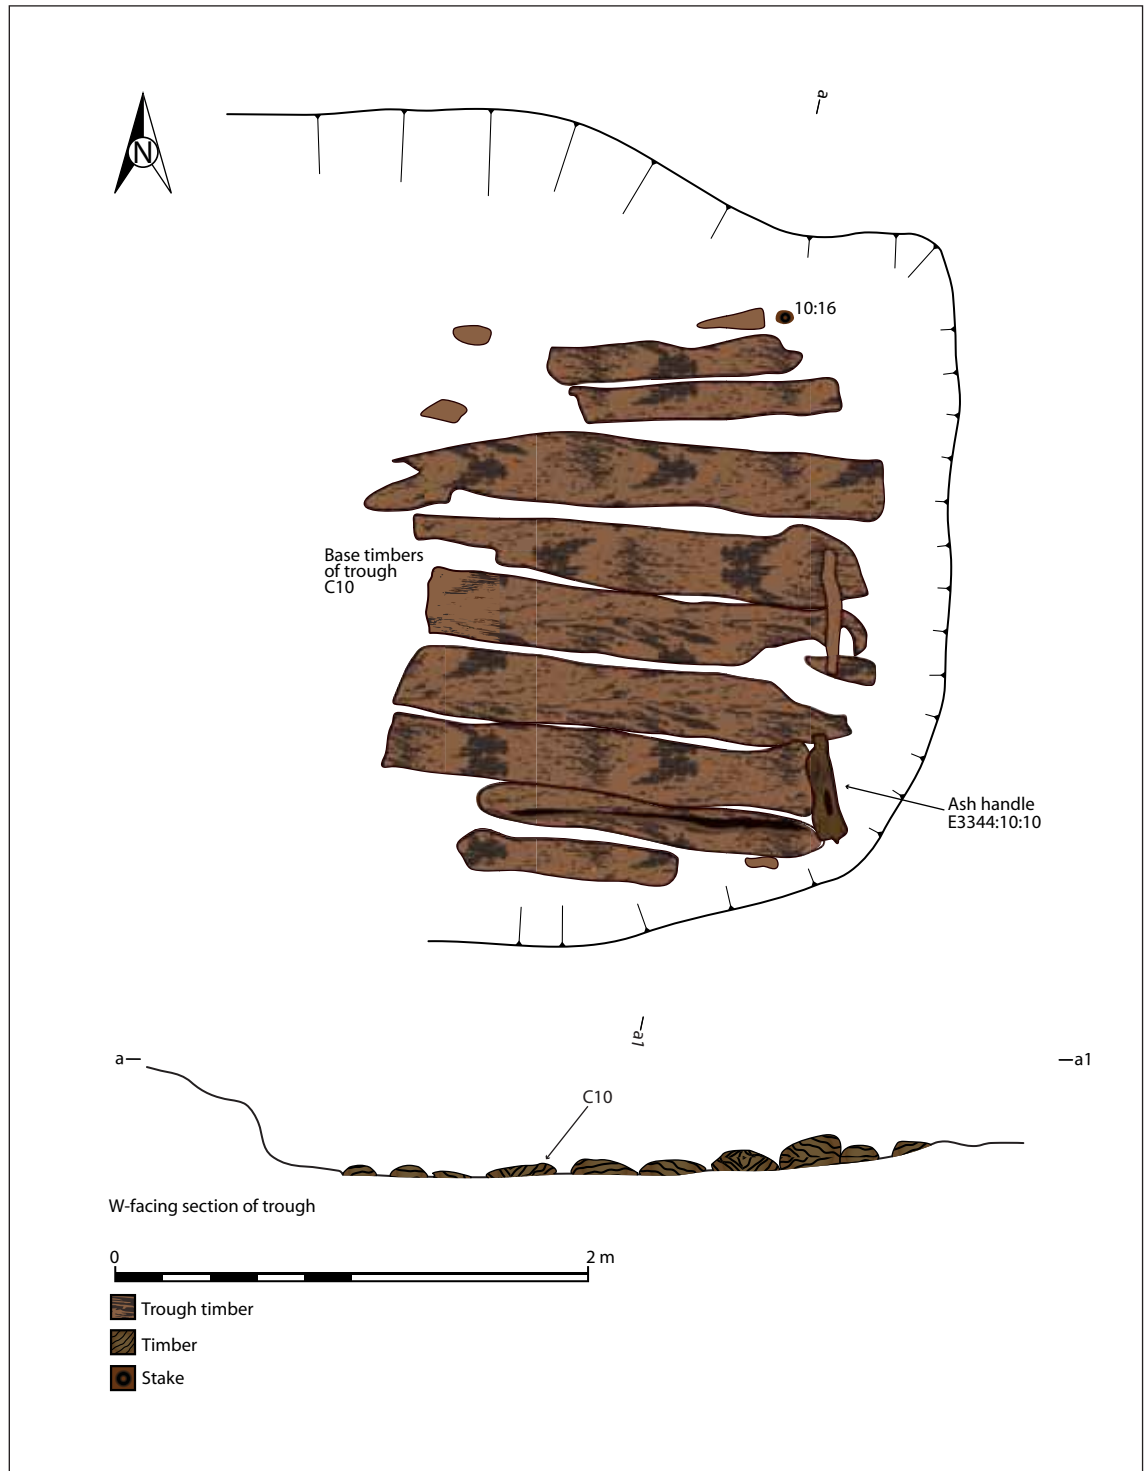 a
N
10:16
Base timbers
of trough
C10
Ash handle
E3344:10:10
a1
a
a1
C10
W-facing section of trough
0 2 m
Trough timber
Timber
Stake